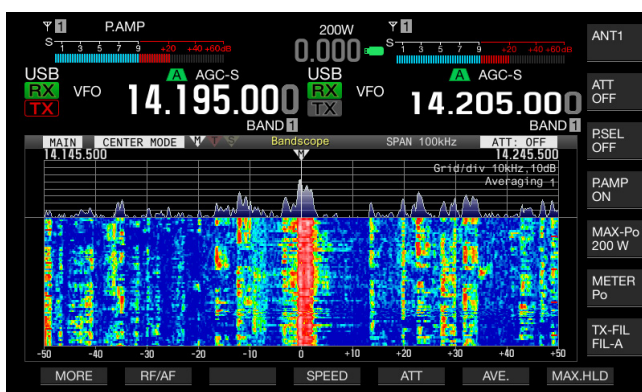 1 P.AMP 200W 1 ANT1
S 1 3 5 7 9 +20 +40 +60dB 0.000 S 1 3 5 7 9 +20 +40 +60dB
USB A AGC-S USB A AGC-S ATT OFF
RX VFO 14.195.000 RX VFO 14.205.000
TX TX
BAND 1 BAND 1 P.SEL OFF
MAIN CENTER MODE M T S Bandscope SPAN 100kHz ATT: OFF
14.145.500 M 14.245.500
Grid/div 10kHz,10dB
Averaging 1
P.AMP ON
MAX-Po 200 W
METER Po
TX-FIL FIL-A
-50 -40 -30 -20 -10 0 +10 +20 +30 +40 +50
MORE RF/AF SPEED ATT AVE. MAX.HLD